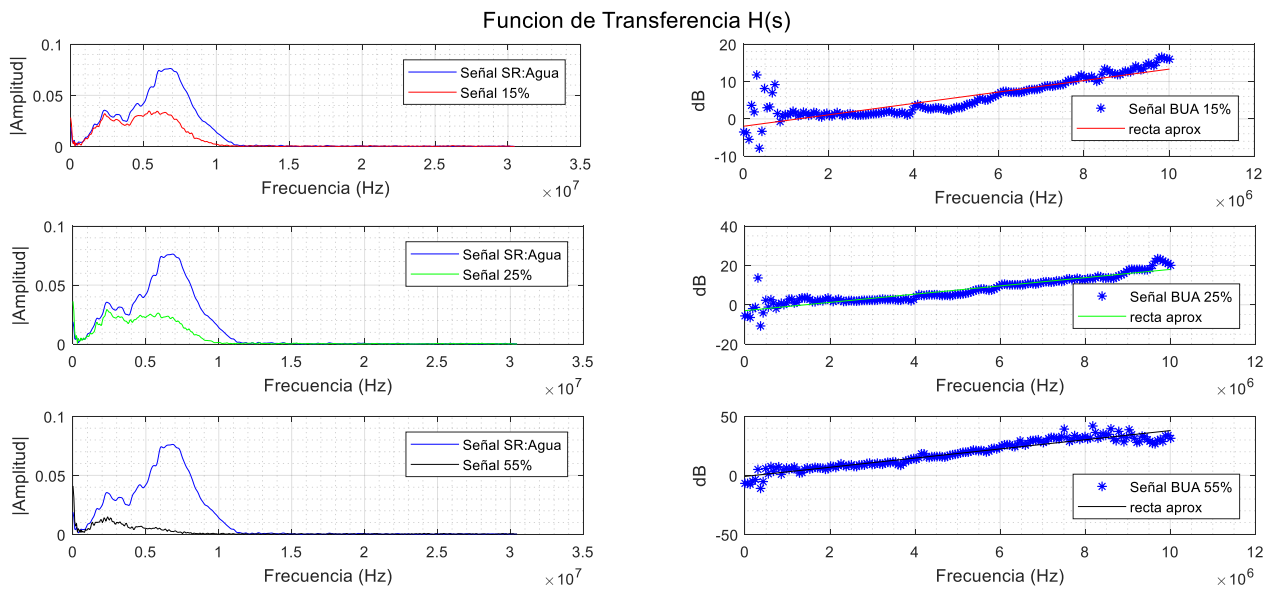 Funcion de Transferencia H(s)
0.1
0.05
0
|Amplitud|
Señal SR:Agua
Señal 15%
0 0.5 1 1.5 2 2.5 3 3.5
Frecuencia (Hz)
×10^7
20
10
0
-10
dB
Señal BUA 15%
recta aprox
0 2 4 6 8 10 12
Frecuencia (Hz)
×10^6
0.1
0.05
0
|Amplitud|
Señal SR:Agua
Señal 25%
0 0.5 1 1.5 2 2.5 3 3.5
Frecuencia (Hz)
×10^7
40
20
0
-20
dB
Señal BUA 25%
recta aprox
0 2 4 6 8 10 12
Frecuencia (Hz)
×10^6
0.1
0.05
0
|Amplitud|
Señal SR:Agua
Señal 55%
0 0.5 1 1.5 2 2.5 3 3.5
Frecuencia (Hz)
×10^7
50
0
-50
dB
Señal BUA 55%
recta aprox
0 2 4 6 8 10 12
Frecuencia (Hz)
×10^6